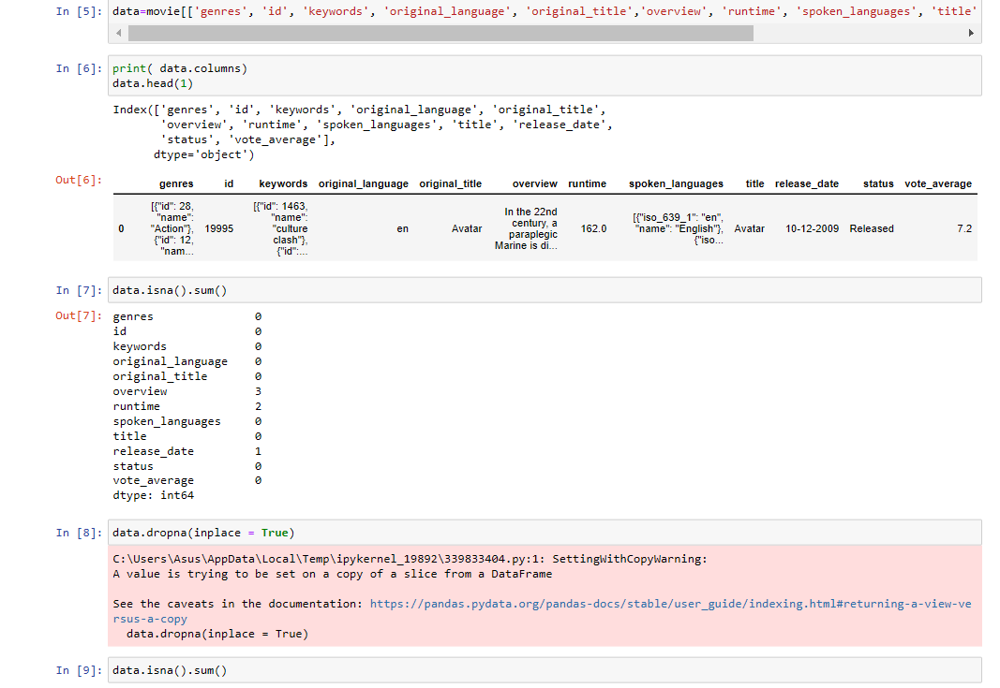 In [5]: data=movie[['genres', 'id', 'keywords', 'original_language', 'original_title','overview', 'runtime', 'spoken_languages', 'title'
In [6]: print( data.columns)
data.head(1)
Index(['genres', 'id', 'keywords', 'original_language', 'original_title',
'overview', 'runtime', 'spoken_languages', 'title', 'release_date',
'status', 'vote_average'],
dtype='object')
Out[6]:
genres id keywords original_language original_title overview runtime spoken_languages title release_date status vote_average
0 [{"id": 28, "name": "Action"}, {"id": 12, "nam... 19995 [{"id": 1463, "name": "culture clash"}, {"id":... en Avatar In the 22nd century, a paraplegic Marine is di... 162.0 [{"iso_639_1": "en", "name": "English"}, {"iso... Avatar 10-12-2009 Released 7.2
In [7]: data.isna().sum()
Out[7]: genres 0
id 0
keywords 0
original_language 0
original_title 0
overview 3
runtime 2
spoken_languages 0
title 0
release_date 1
status 0
vote_average 0
dtype: int64
In [8]: data.dropna(inplace = True)
C:\Users\Asus\AppData\Local\Temp\ipykernel_19892\339833404.py:1: SettingWithCopyWarning:
A value is trying to be set on a copy of a slice from a DataFrame
See the caveats in the documentation: https://pandas.pydata.org/pandas-docs/stable/user_guide/indexing.html#returning-a-view-ve
rsus-a-copy
data.dropna(inplace = True)
In [9]: data.isna().sum()